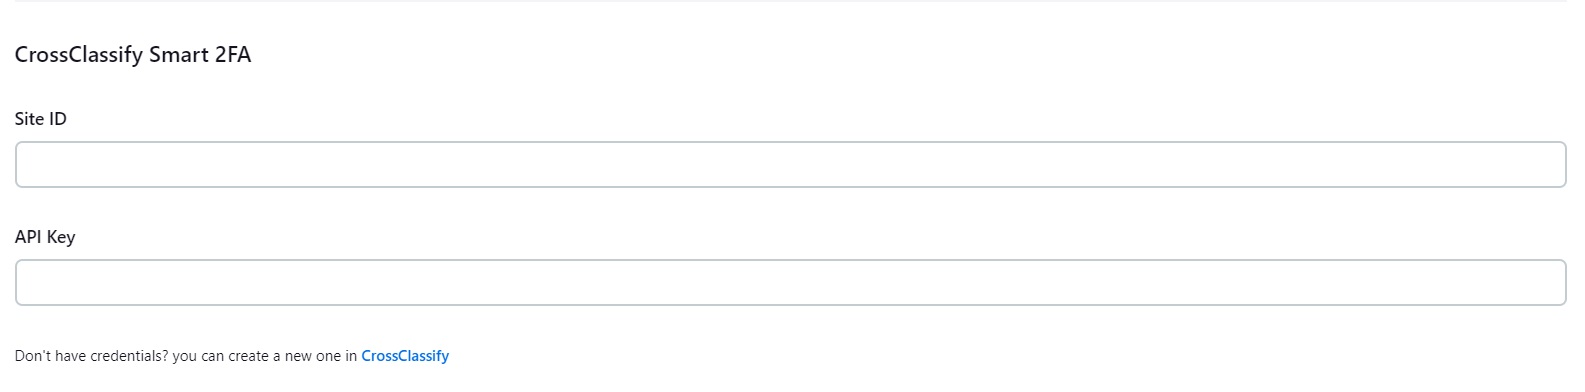 CrossClassify Smart 2FA
Site ID
API Key
Don't have credentials? you can create a new one in CrossClassify